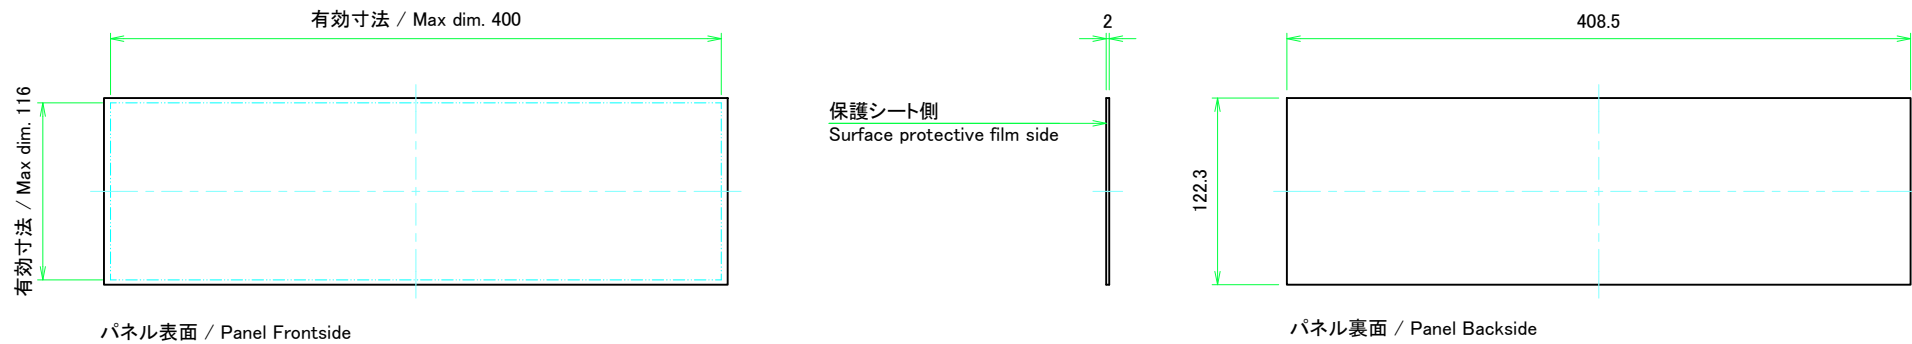 有効寸法 / Max dim. 400
有効寸法 / Max dim. 116
パネル表面 / Panel Frontside
2
保護シート側
Surface protective film side
408.5
122.3
パネル裏面 / Panel Backside